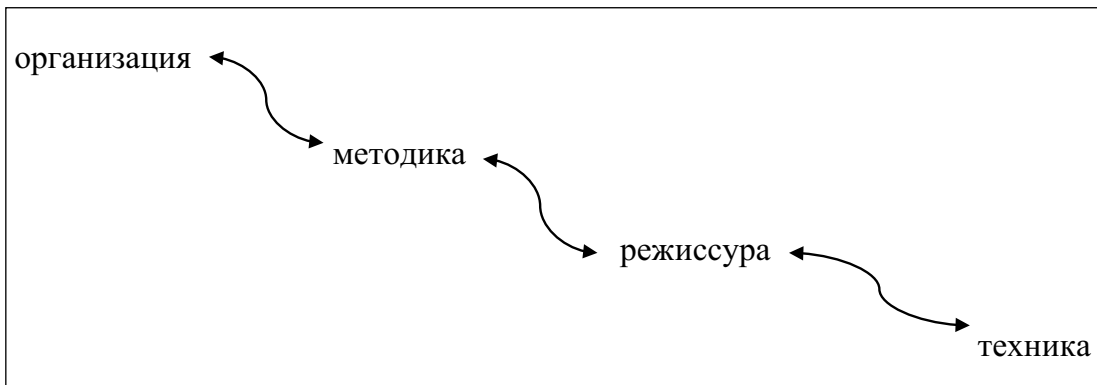 организация
методика
режиссура
техника